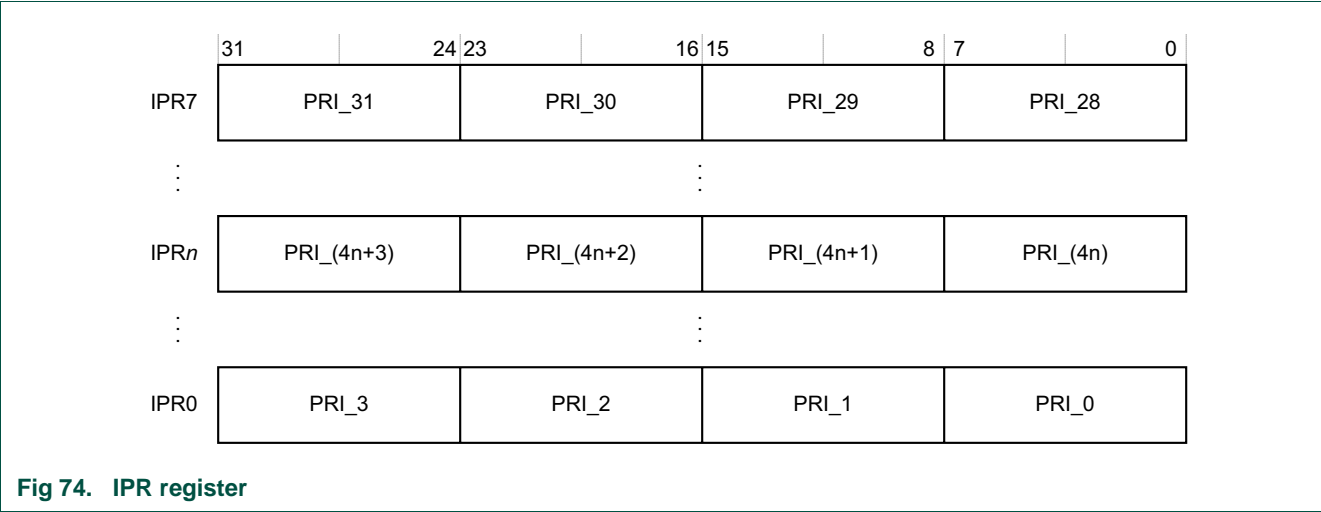 31 24 23 16 15 8 7 0
IPR7 PRI_31 PRI_30 PRI_29 PRI_28
IPRn PRI_(4n+3) PRI_(4n+2) PRI_(4n+1) PRI_(4n)
IPR0 PRI_3 PRI_2 PRI_1 PRI_0
Fig 74. IPR register